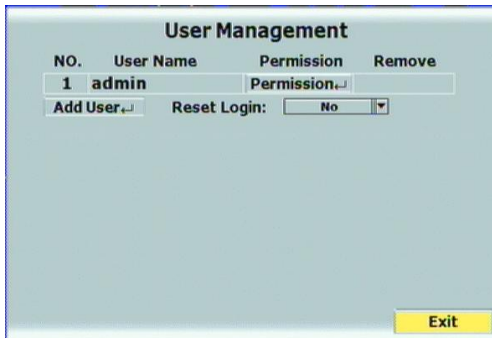 User Management
NO. User Name Permission Remove
1 admin Permission↵
Add User↵ Reset Login: No
Exit